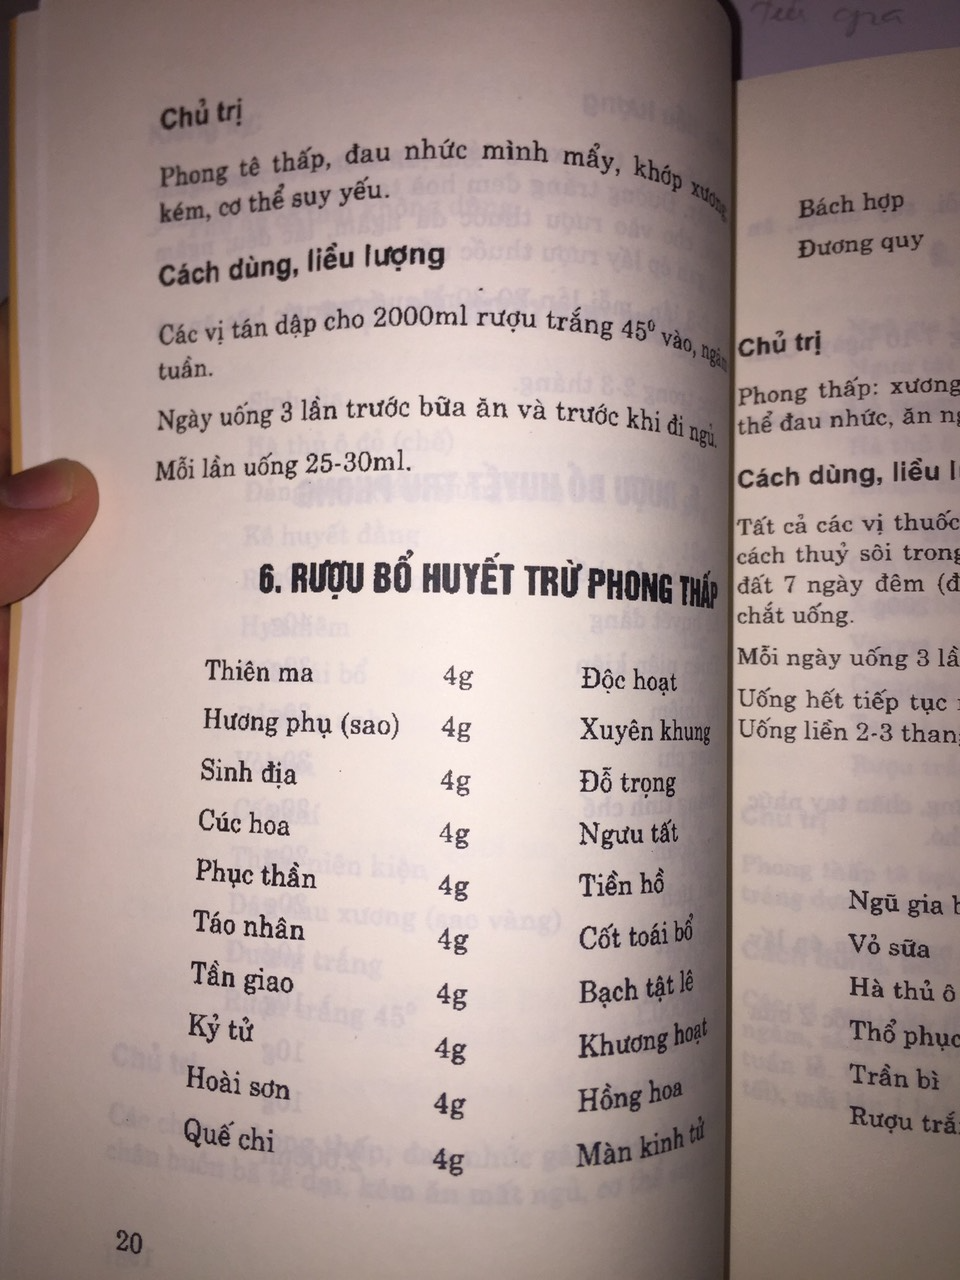 Chủ trị
Phong tê thấp, đau nhức mình mẩy, khớp xương
kém, cơ thể suy yếu.
Cách dùng, liều lượng
Các vị tán dập cho 2000ml rượu trắng 45⁰ vào, ngâm
tuần.
Ngày uống 3 lần trước bữa ăn và trước khi đi ngủ.
Mỗi lần uống 25-30ml.
6. RƯỢU BỔ HUYẾT TRỪ PHONG THẤP
Thiên ma 4g Độc hoạt
Hương phụ (sao) 4g Xuyên khung
Sinh địa 4g Đỗ trọng
Cúc hoa 4g Ngưu tất
Phục thần 4g Tiền hồ
Táo nhân 4g Cốt toái bổ
Tần giao 4g Bạch tật lê
Kỷ tử 4g Khương hoạt
Hoài sơn 4g Hồng hoa
Quế chi 4g Màn kinh tử
20
Bách hợp
Đương quy
Chủ trị
Phong thấp: xương
thể đau nhức, ăn
Cách dùng, liều
Tất cả các vị thuốc
cách thuỷ sôi trong
đất 7 ngày đêm
chắt uống.
Mỗi ngày uống 3
Uống hết tiếp tục
Uống liền 2-3
Ngũ gia
Vỏ sữa
Hà thủ ô
Thổ phục
Trần bì
Rượu